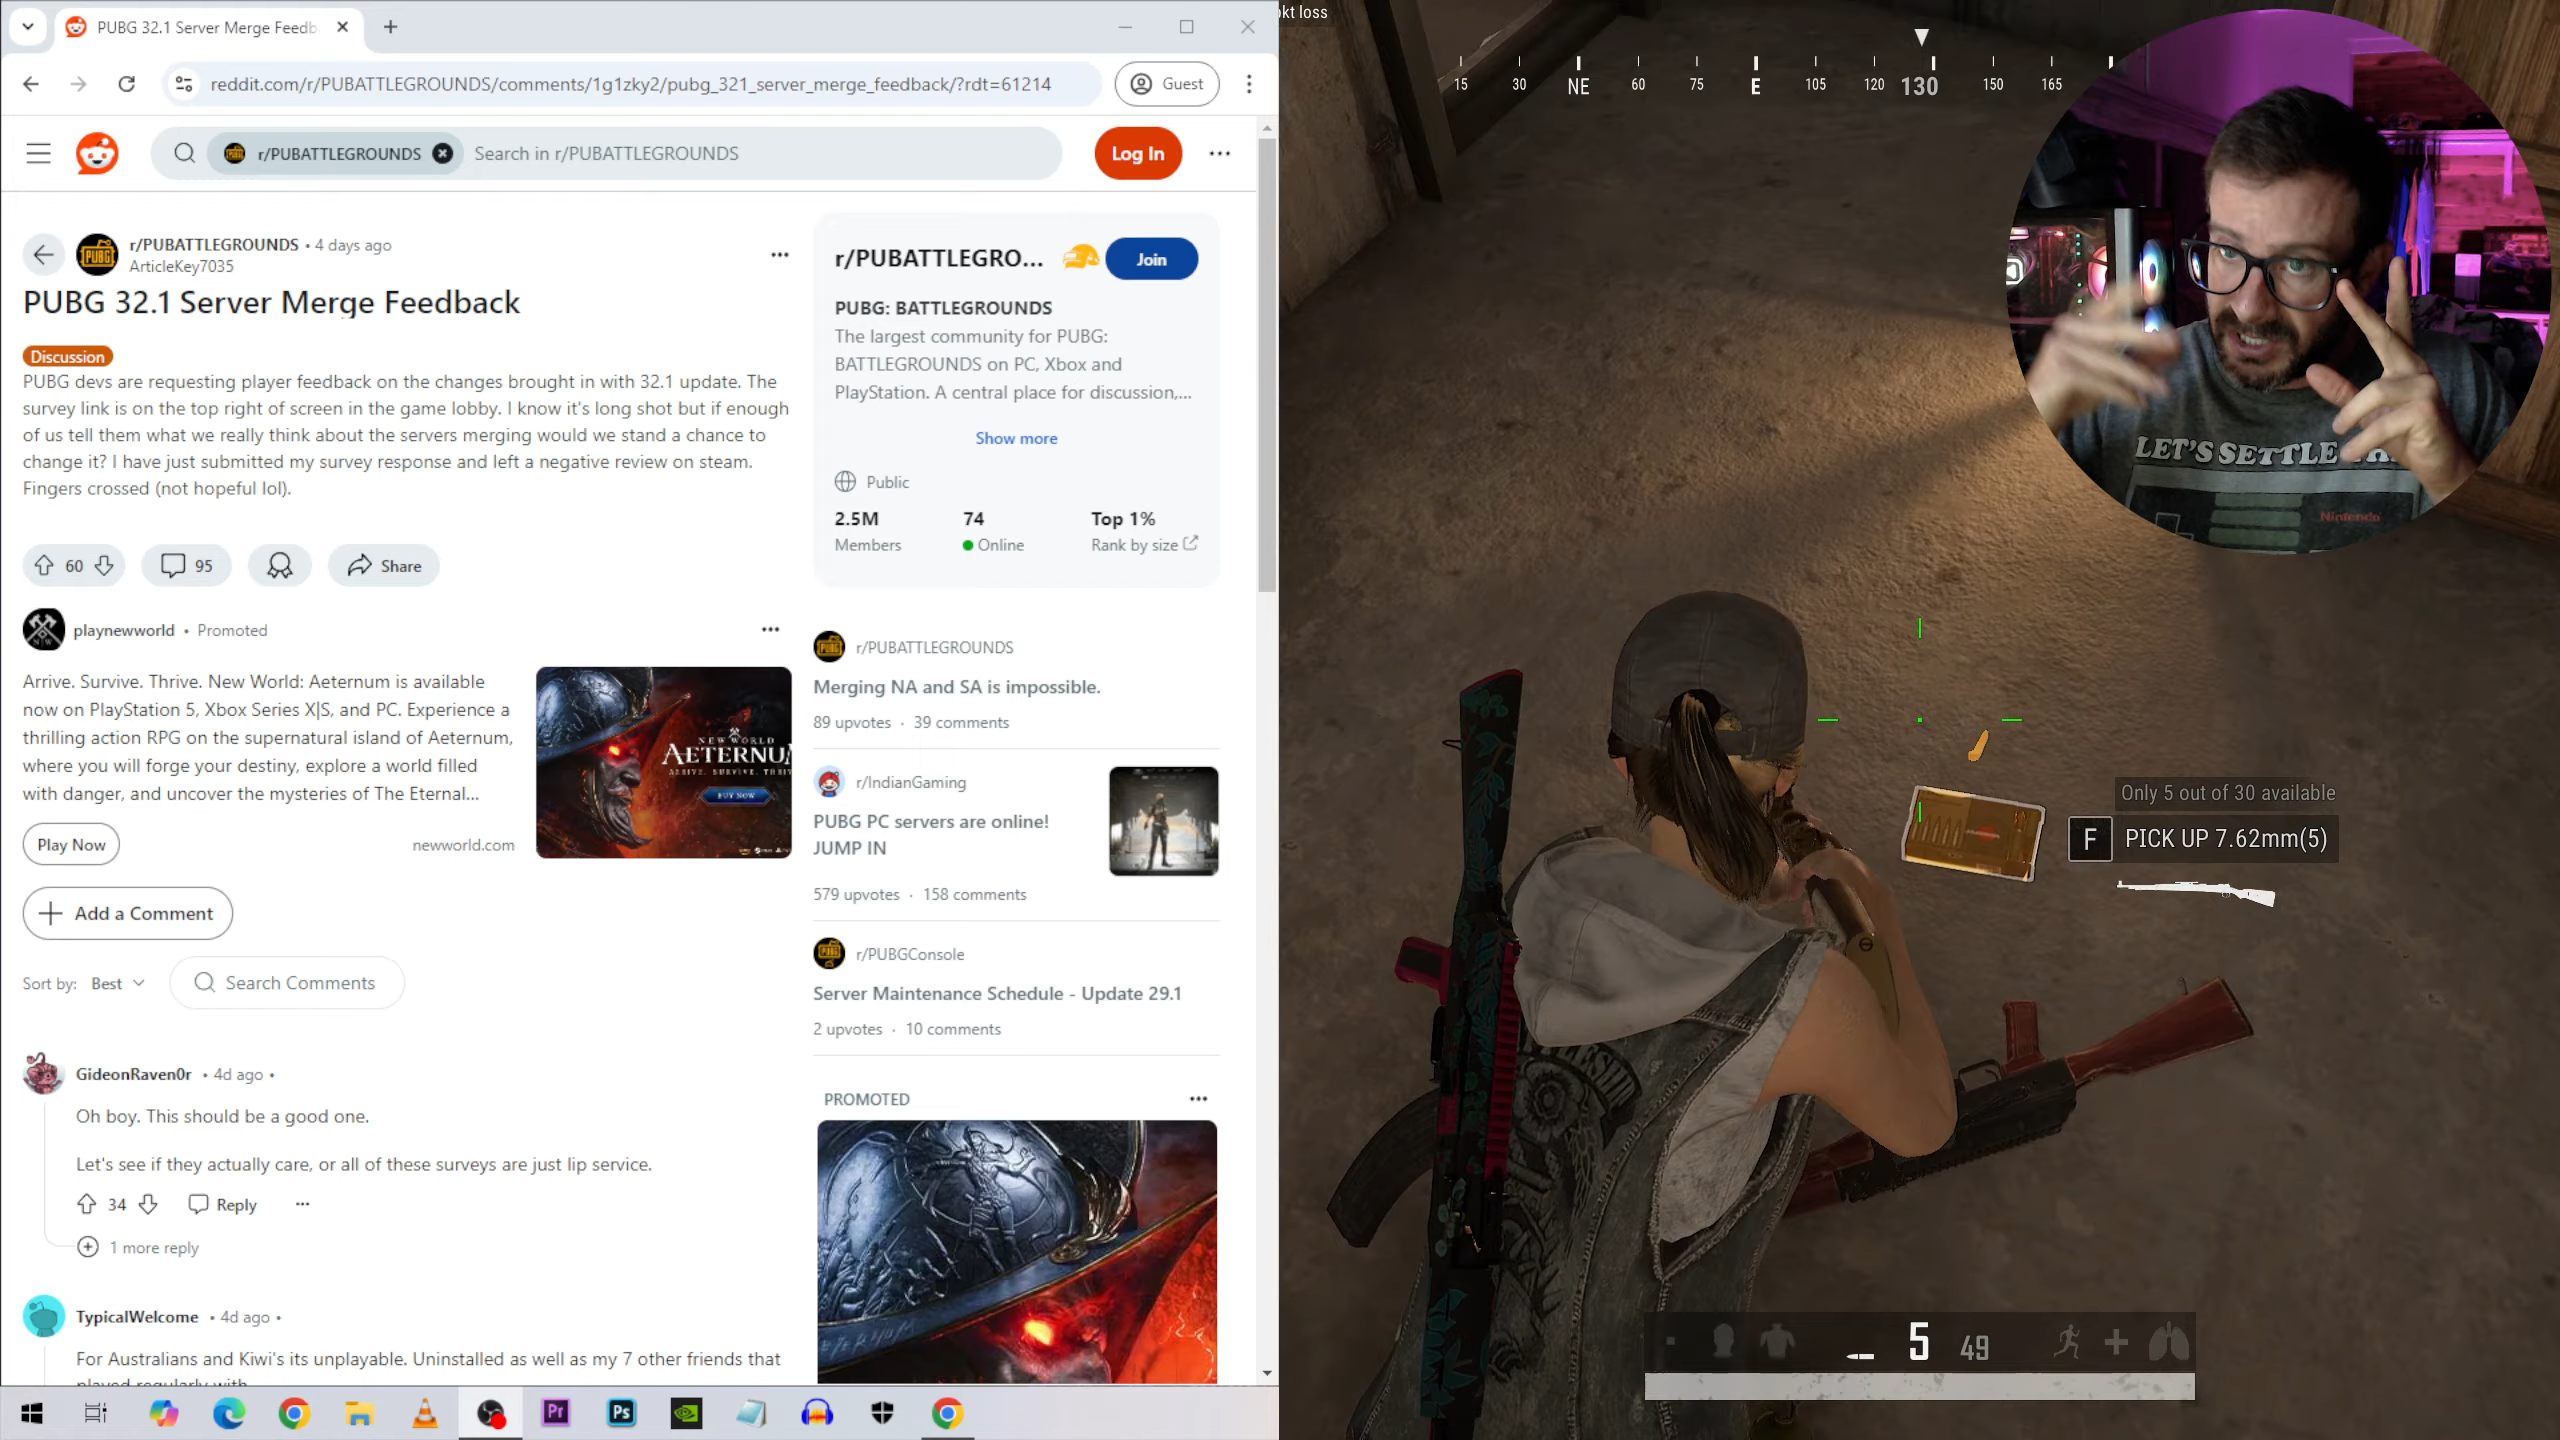 PUBG 32.1 Server Merge Feedb
reddit.com/r/PUBATTLEGROUNDS/comments/1g1zky2/pubg_321_server_merge_feedback/?rdt=61214
Guest
r/PUBATTLEGROUNDS
Search in r/PUBATTLEGROUNDS
Log In
r/PUBATTLEGROUNDS • 4 days ago
ArticleKey7035
PUBG 32.1 Server Merge Feedback
Discussion
PUBG devs are requesting player feedback on the changes brought in with 32.1 update. The
survey link is on the top right of screen in the game lobby. I know it's long shot but if enough
of us tell them what we really think about the servers merging would we stand a chance to
change it? I have just submitted my survey response and left a negative review on steam.
Fingers crossed (not hopeful lol).
60
95
Share
playnewworld • Promoted
Arrive. Survive. Thrive. New World: Aeternum is available
now on PlayStation 5, Xbox Series X|S, and PC. Experience a
thrilling action RPG on the supernatural island of Aeternum,
where you will forge your destiny, explore a world filled
with danger, and uncover the mysteries of The Eternal...
NEW WORLD
AETERNU
ARRIVE. SURVIVE. THRIV
BUY NOW
Play Now
newworld.com
Add a Comment
Sort by: Best
Search Comments
GideonRaven0r • 4d ago •
Oh boy. This should be a good one.
Let's see if they actually care, or all of these surveys are just lip service.
34
Reply
1 more reply
TypicalWelcome • 4d ago •
For Australians and Kiwi's its unplayable. Uninstalled as well as my 7 other friends that
played regularly with
r/PUBATTLEGRO...
Join
PUBG: BATTLEGROUNDS
The largest community for PUBG:
BATTLEGROUNDS on PC, Xbox and
PlayStation. A central place for discussion,...
Show more
Public
2.5M
Members
74
Online
Top 1%
Rank by size
r/PUBATTLEGROUNDS
Merging NA and SA is impossible.
89 upvotes · 39 comments
r/IndianGaming
PUBG PC servers are online!
JUMP IN
579 upvotes · 158 comments
r/PUBGConsole
Server Maintenance Schedule - Update 29.1
2 upvotes · 10 comments
PROMOTED
Pr
Ps
pkt loss
15
30
NE
60
75
E
105
120
130
150
165
LET'S SETTLE
Nintendo
Only 5 out of 30 available
F
PICK UP 7.62mm(5)
5
49